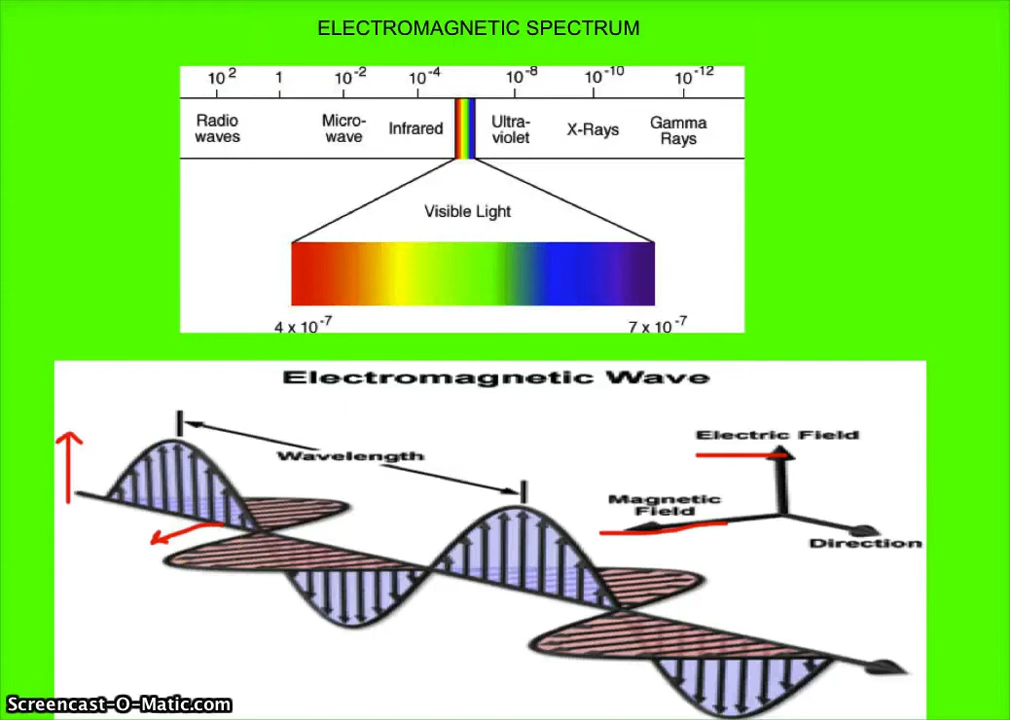 ELECTROMAGNETIC SPECTRUM
10² 1 10⁻² 10⁻⁴ 10⁻⁸ 10⁻¹⁰ 10⁻¹²
Radio
waves
Micro-
wave
Infrared
Ultra-
violet
X-Rays
Gamma
Rays
Visible Light
4 x 10⁻⁷ 7 x 10⁻⁷
Electromagnetic Wave
Wavelength
Electric Field
Magnetic
Field
Direction
Screencast-O-Matic.com